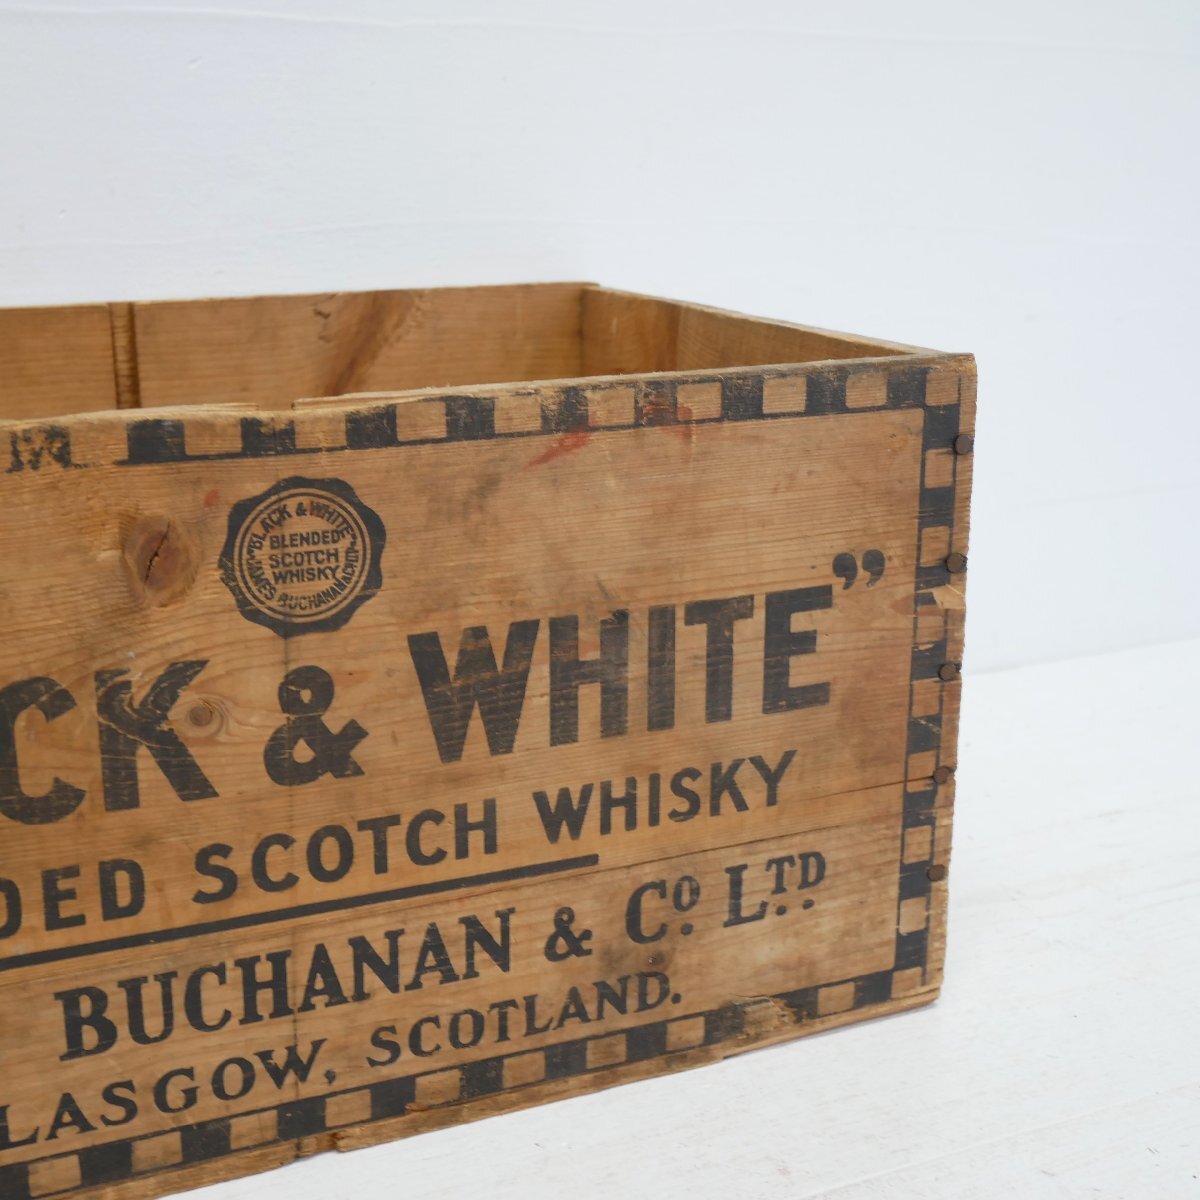 "BLACK & WHITE"
BLENDED
SCOTCH
WHISKY
JAMES BUCHANAN & Co Ltd
CK & WHITE”
DED SCOTCH WHISKY
BUCHANAN & Cº. LTD.
LASGOW, SCOTLAND.